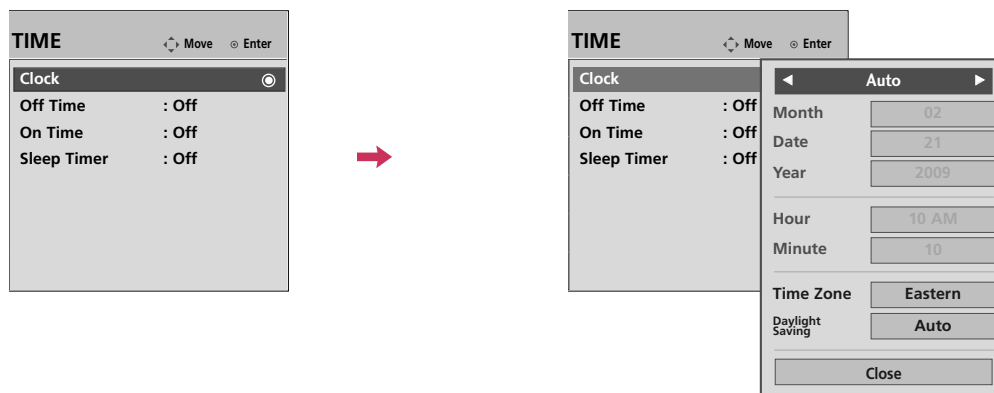 TIME Move Enter
Clock
Off Time : Off
On Time : Off
Sleep Timer : Off
TIME Move Enter
Clock
Off Time : Off
On Time : Off
Sleep Timer : Off
Auto
Month 02
Date 21
Year 2009
Hour 10 AM
Minute 10
Time Zone Eastern
Daylight
Saving Auto
Close